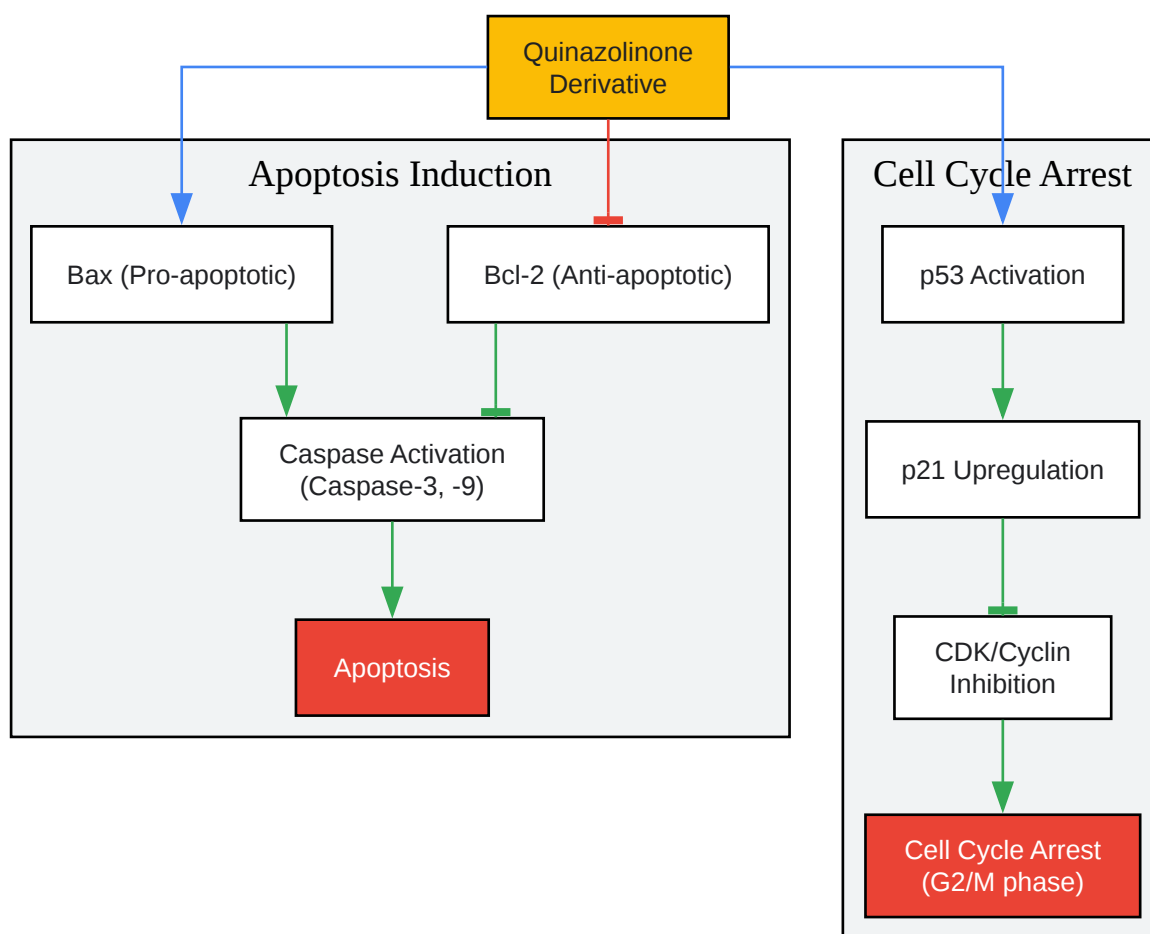 Quinazolinone
Derivative
Apoptosis Induction
Cell Cycle Arrest
Bax (Pro-apoptotic)
Bcl-2 (Anti-apoptotic)
p53 Activation
Caspase Activation
(Caspase-3, -9)
p21 Upregulation
Apoptosis
CDK/Cyclin
Inhibition
Cell Cycle Arrest
(G2/M phase)